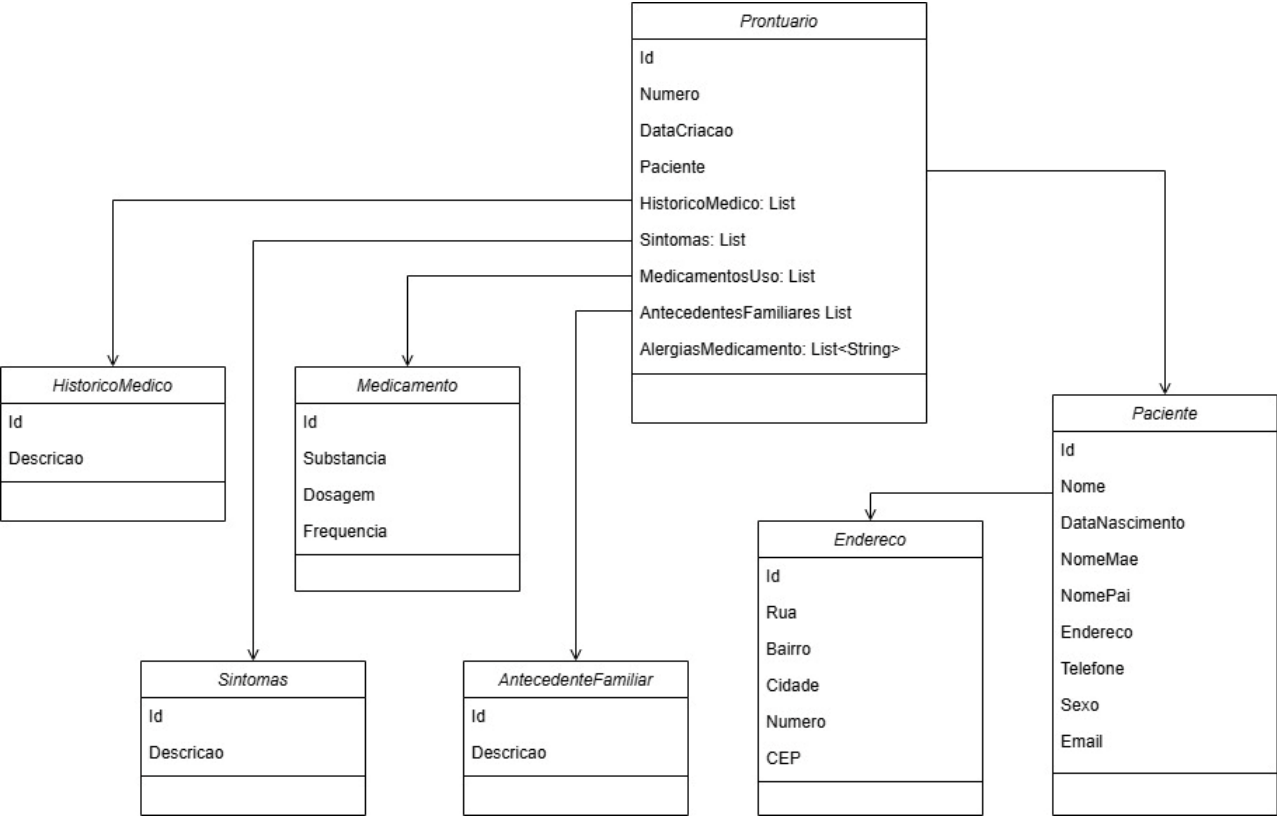 Prontuario
Id
Numero
DataCriacao
Paciente
HistoricoMedico: List
Sintomas: List
MedicamentosUso: List
AntecedentesFamiliares List
AlergiasMedicamento: List<String>
HistoricoMedico
Id
Descricao
Medicamento
Id
Substancia
Dosagem
Frequencia
Paciente
Id
Nome
DataNascimento
NomeMae
NomePai
Endereco
Telefone
Sexo
Email
Endereco
Id
Rua
Bairro
Cidade
Numero
CEP
Sintomas
Id
Descricao
AntecedenteFamiliar
Id
Descricao